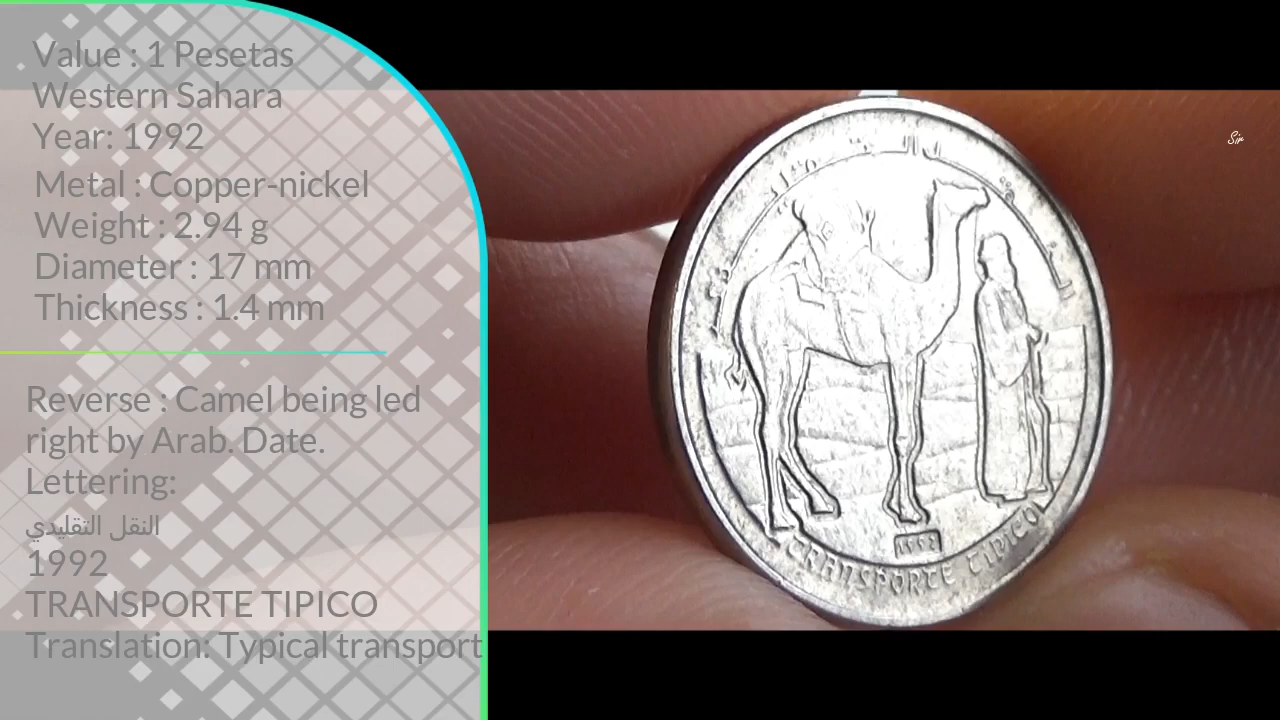 Value : 1 Pesetas
Western Sahara
Year: 1992
Metal : Copper-nickel
Weight : 2.94 g
Diameter : 17 mm
Thickness : 1.4 mm
Reverse : Camel being led
right by Arab. Date.
Lettering:
النقل التقليدي
1992
TRANSPORTE TIPICO
Translation: Typical transport
Sir
1992
TRANSPORTE TIPICO